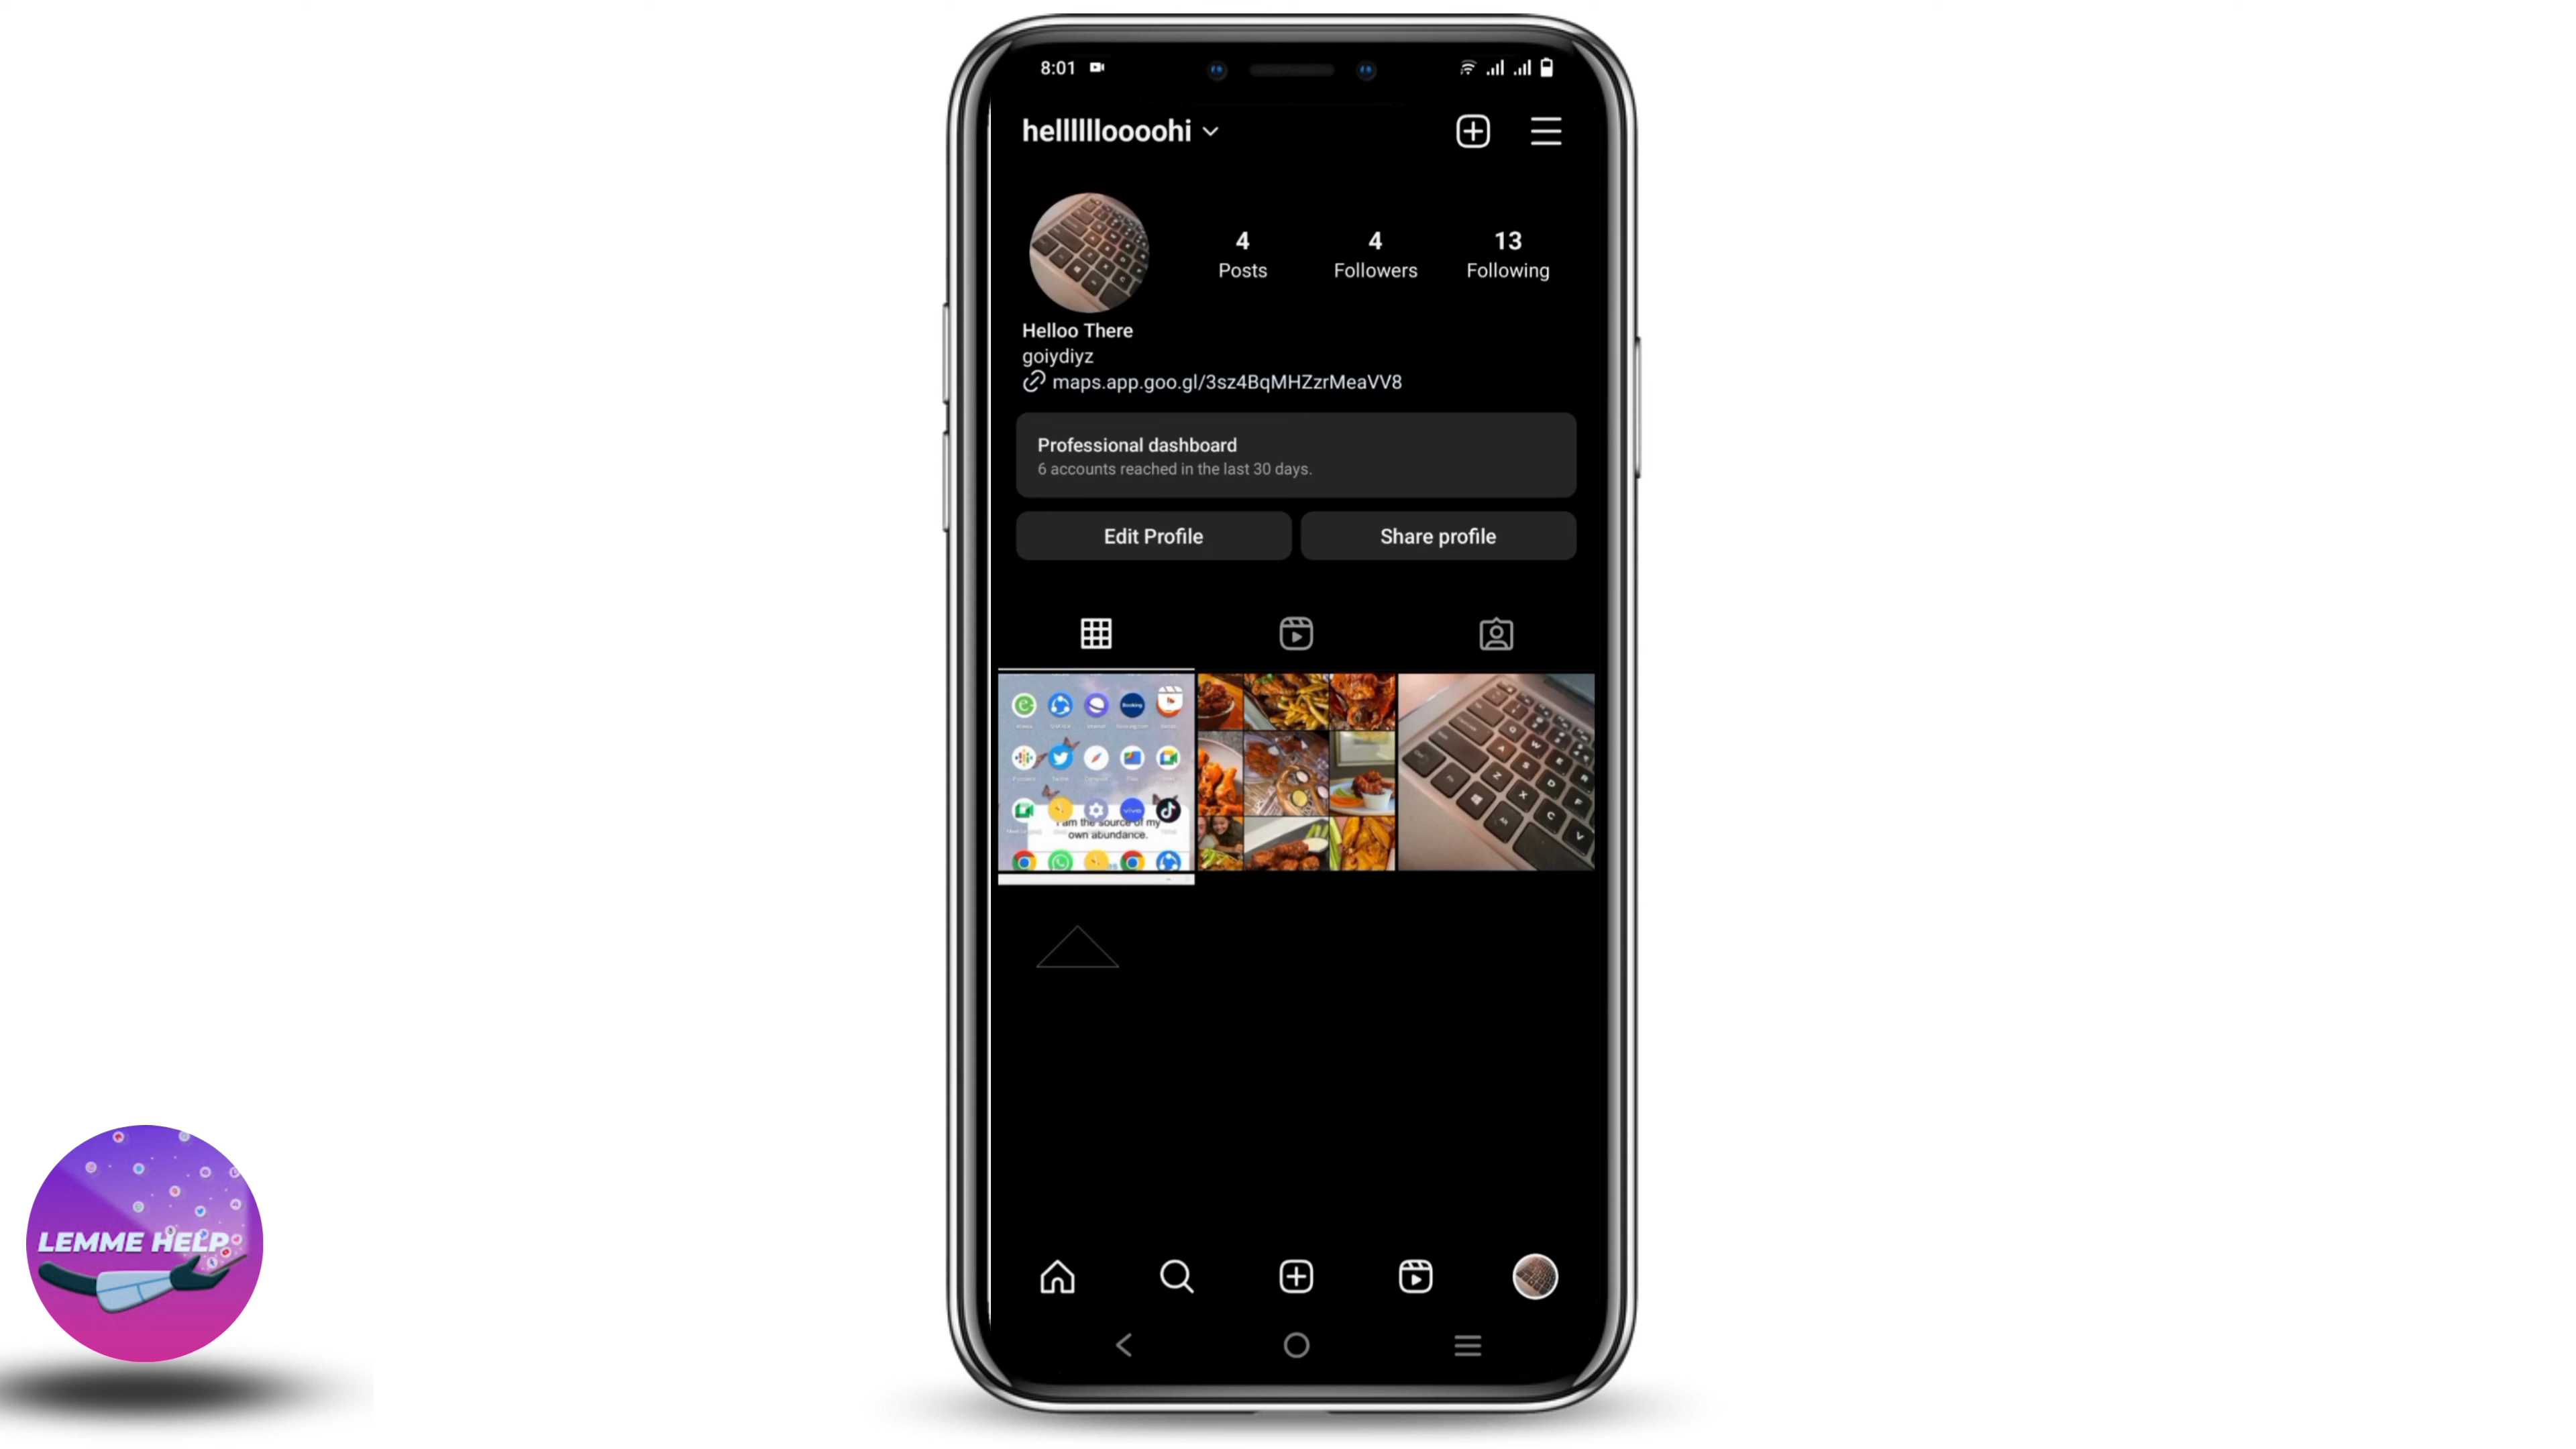 8:01
helllllloooohi
4
Posts
4
Followers
13
Following
Helloo There
goiydiyz
maps.app.goo.gl/3sz4BqMHZzrMeaVV8
Professional dashboard
6 accounts reached in the last 30 days.
Edit Profile
Share profile
Booking
vivo
I am the source of my
own abundance.
LEMME HELP